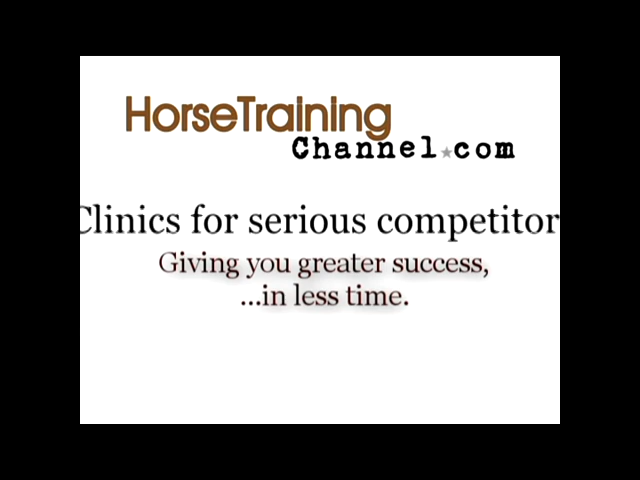 HorseTraining
Channel.com
Clinics for serious competitor
Giving you greater success,
...in less time.